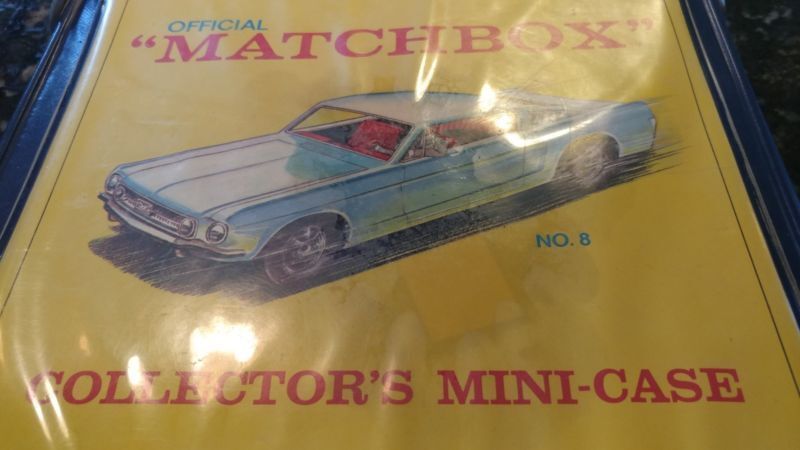 OFFICIAL
"MATCHBOX"
NO. 8
COLLECTOR'S MINI-CASE